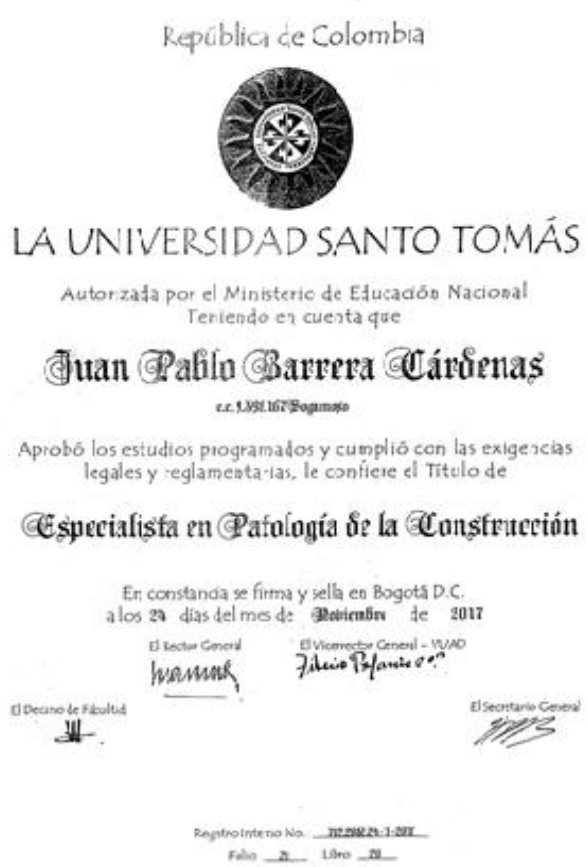 República de Colombia
LA UNIVERSIDAD SANTO TOMÁS
Autorizada por el Ministerio de Educación Nacional
Teniendo en cuenta que
Juan Pablo Barrera Cárdenas
c.c. Sogamoso
Aprobó los estudios programados y cumplió con las exigencias
legales y reglamentarias, le confiere el Título de
Especialista en Patología de la Construcción
En constancia se firma y sella en Bogotá D.C.
a los 24 días del mes de Noviembre de 2017
El Rector General
El Vicerrector General - VUAD
El Decano de Facultad
El Secretario General
Registro Interno No.
Folio Libro